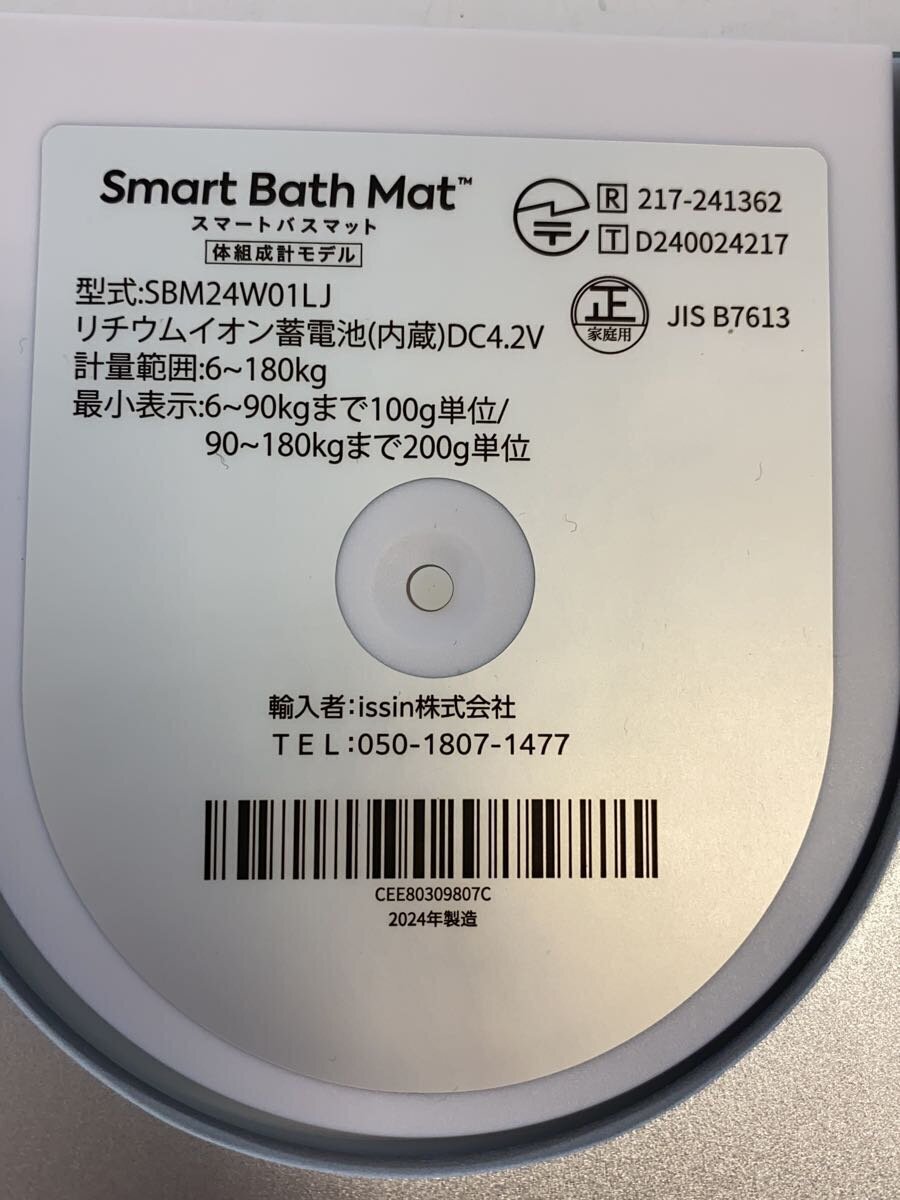 Smart Bath Mat™
スマートバスマット
体組成計モデル
R 217-241362
T D240024217
型式:SBM24W01LJ
正
家庭用
JIS B7613
リチウムイオン蓄電池(内蔵)DC4.2V
計量範囲:6~180kg
最小表示:6~90kgまで100g単位/
90~180kgまで200g単位
輸入者:issin株式会社
TEL:050-1807-1477
CEE80309807C
2024年製造